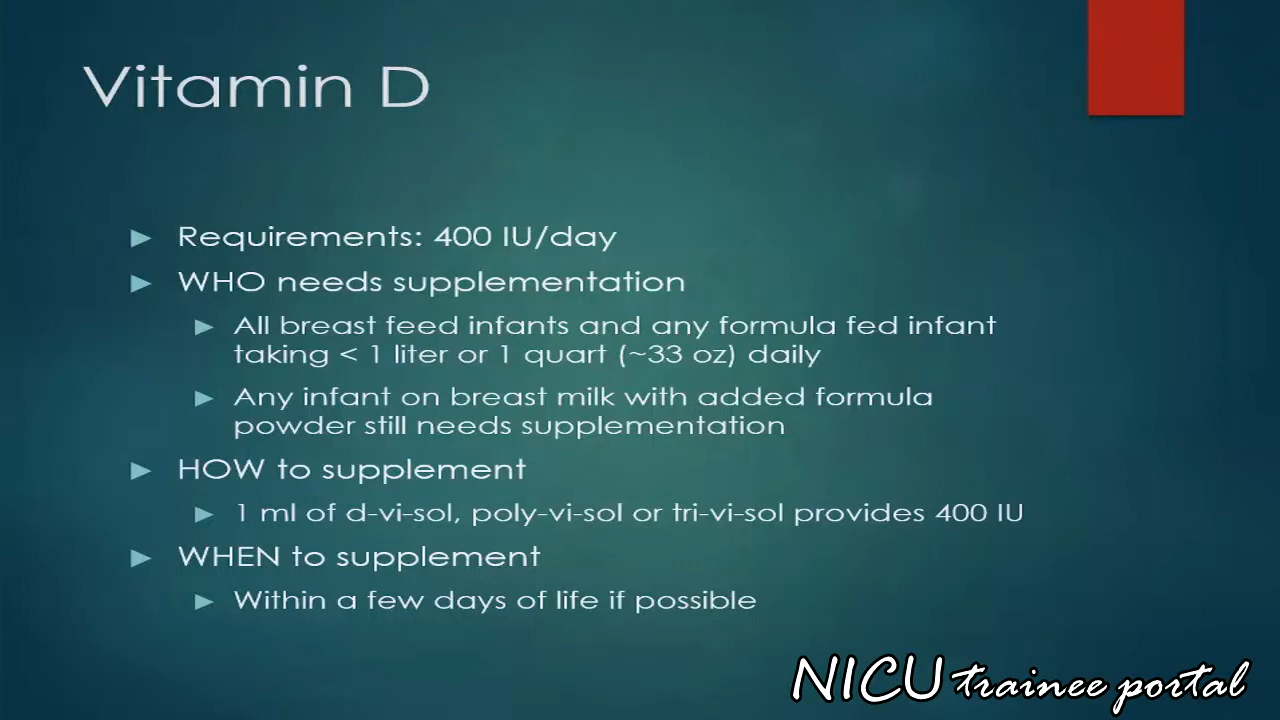 Vitamin D
Requirements: 400 IU/day
WHO needs supplementation
All breast feed infants and any formula fed infant
taking < 1 liter or 1 quart (~33 oz) daily
Any infant on breast milk with added formula
powder still needs supplementation
HOW to supplement
1 ml of d-vi-sol, poly-vi-sol or tri-vi-sol provides 400 IU
WHEN to supplement
Within a few days of life if possible
NICU trainee portal